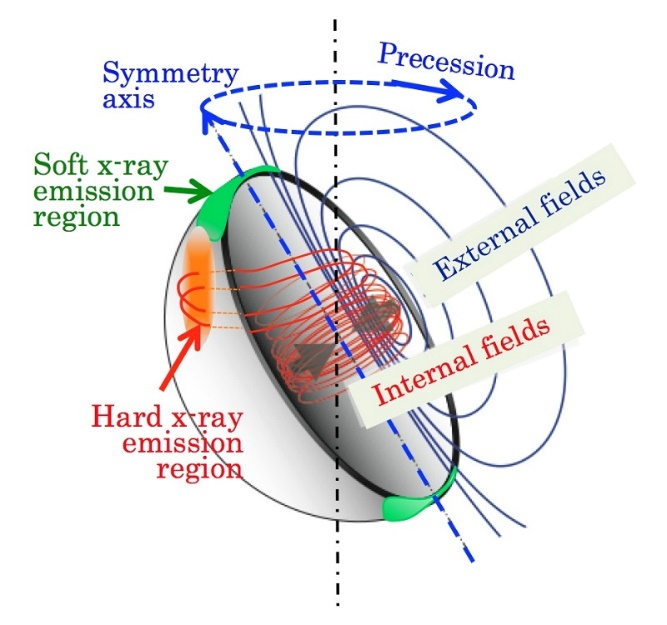 Precession
Symmetry
axis
Soft x-ray
emission
region
External fields
Internal fields
Hard x-ray
emission
region